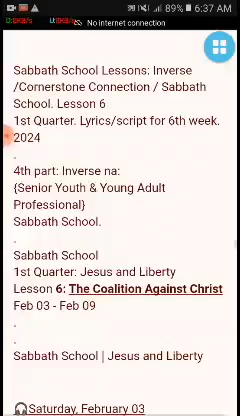 0.0KB/s
U:0KB/s
No internet connection
89% 6:37 AM
Sabbath School Lessons: Inverse
/Cornerstone Connection / Sabbath
School. Lesson 6
1st Quarter. Lyrics/script for 6th week.
2024
.
4th part: Inverse na:
{Senior Youth & Young Adult
Professional}
Sabbath School.
.
Sabbath School
1st Quarter: Jesus and Liberty
Lesson 6: The Coalition Against Christ
Feb 03 - Feb 09
.
.
Sabbath School | Jesus and Liberty
🎧Saturday, February 03